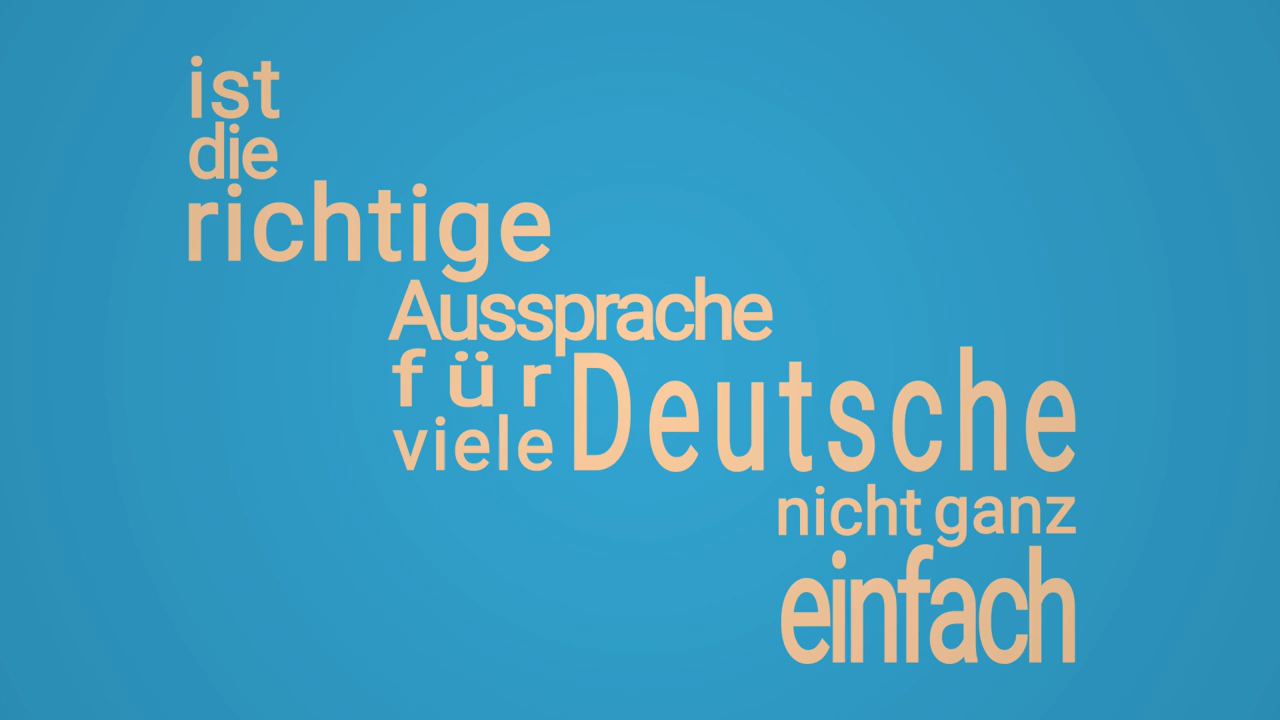 ist
die
richtige
Aussprache
für
viele Deutsche
nicht ganz
einfach